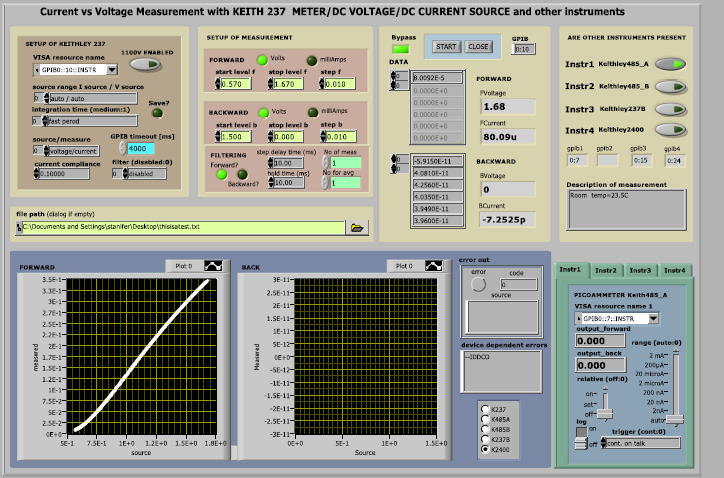 Current vs Voltage Measurement with KEITH 237 METER/DC VOLTAGE/DC CURRENT SOURCE and other instruments
SETUP OF KEITHLEY 237
1100V ENABLED
VISA resource name
GPIB0::10::INSTR
source range I source / V source
0 auto / auto
integration time (medium:1)
0 fast perod
Save?
source/measure
0 voltage/current
GPIB timeout [ms]
4000
current compliance
0.10000
filter (disabled:0)
0 disabled
SETUP OF MEASUREMENT
FORWARD Volts milliAmps
start level f stop level f step f
0.570 1.670 0.010
BACKWARD Volts milliAmps
start level b stop level b step b
1.500 0.000 0.010
FILTERING
Forward?
Backward?
step delay time (ms)
10.00
hold time (ms)
10.00
No of meas
1
No for avg
1
Bypass
START CLOSE
GPIB
0:10
DATA
0
0
8.0092E-5
0.0000E+0
0.0000E+0
0.0000E+0
0.0000E+0
0.0000E+0
FORWARD
FVoltage
1.68
FCurrent
80.09u
0
0
-5.9150E-11
4.0810E-11
4.2560E-11
4.0350E-11
3.9490E-11
3.9600E-11
BACKWARD
BVoltage
0
BCurrent
-7.2525p
ARE OTHER INSTRUMENTS PRESENT
Instr1 Keithley485_A
Instr2 Keithley485_B
Instr3 Keithley237B
Instr4 Keithley2400
gpib1 gpib2 gpib3 gpib4
0:7 0:15 0:24
Description of measurement
Room temp=23.5C
file path (dialog if empty)
C:\Documents and Settings\stanifer\Desktop\thisisatest.txt
FORWARD
Plot 0
measured
3.5E-1
3.0E-1
2.5E-1
2.0E-1
1.5E-1
1.0E-1
7.5E-2
5.0E-2
2.5E-2
0E+0
5E-1 7.5E-1 1E+0 1.3E+0 1.5E+0 1.8E+0
source
BACK
Plot 0
Measured
3E-11
2.5E-11
2E-11
1.5E-11
1E-11
5E-12
0E+0
-5E-12
-1E-11
-1.5E-11
-2E-11
-2.5E-11
-3E-11
0E+0 5E-1 1E+0 1.5E+0
Source
error out
error code
0
source
device dependent errors
--IDDCO
K237
K485A
K485B
K237B
K2400
Instr1 Instr2 Instr3 Instr4
PICOAMMETER Keith485_A
VISA resource name 1
GPIB0::7::INSTR
output_forward
0.000
output_back
0.000
range (auto:0)
2 mA
200µA
20 microA
2 microA
200 nA
20 nA
2nA
auto
relative (off:0)
on
set
off
log
on
off
trigger (cont:0)
cont. on talk